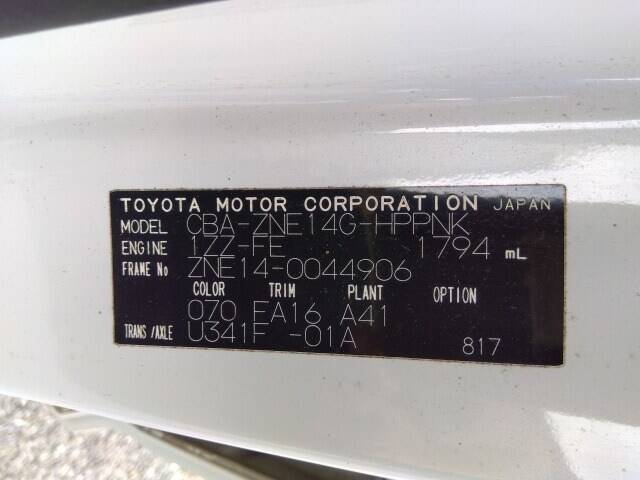 TOYOTA MOTOR CORPORATION JAPAN
MODEL CBA-ZNE14G-HPPNK
ENGINE 1ZZ-FE 1794 mL
FRAME No ZNE14-0044906
COLOR TRIM PLANT OPTION
070 FA16 A41
TRANS/AXLE U341F -01A
817